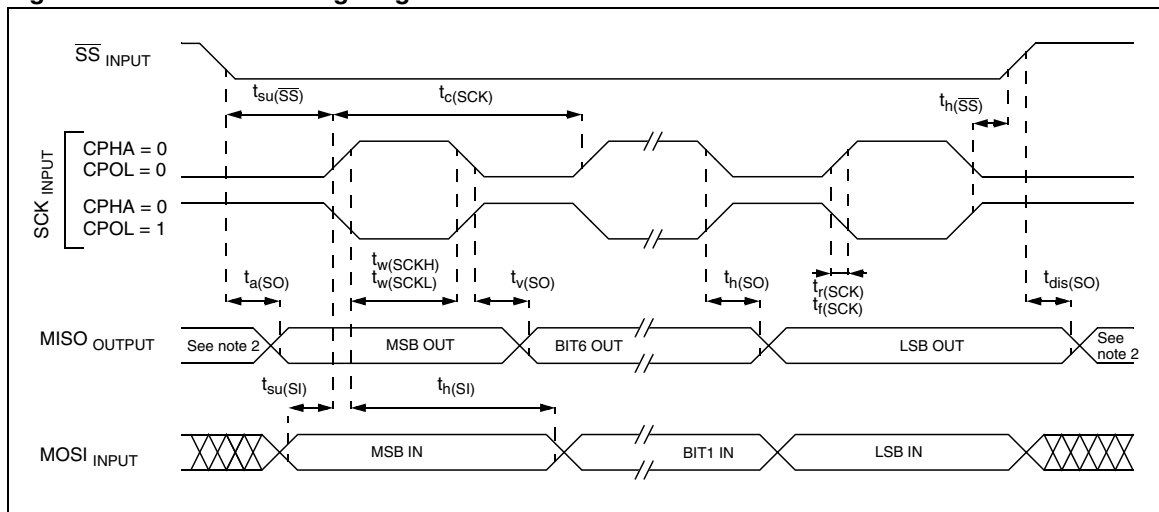 SS INPUT
tsu(SS)
tc(SCK)
th(SS)
SCK INPUT
CPHA = 0
CPOL = 0
CPHA = 0
CPOL = 1
ta(SO)
tw(SCKH)
tw(SCKL)
tv(SO)
th(SO)
tr(SCK)
tf(SCK)
tdis(SO)
MISO OUTPUT
See note 2
MSB OUT
BIT6 OUT
LSB OUT
See
note 2
tsu(SI)
th(SI)
MOSI INPUT
MSB IN
BIT1 IN
LSB IN